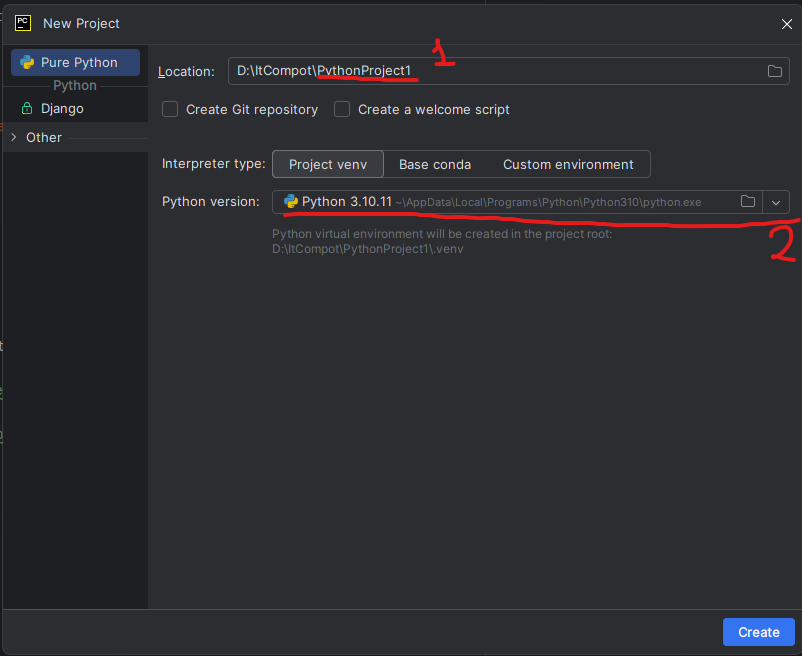 PC
New Project
Pure Python
Python
Django
Other
Location: D:\ItCompot\PythonProject1
1
Create Git repository Create a welcome script
Interpreter type: Project venv Base conda Custom environment
Python version: Python 3.10.11 ~\AppData\Local\Programs\Python\Python310\python.exe
2
Python virtual environment will be created in the project root:
D:\ItCompot\PythonProject1\.venv
Create